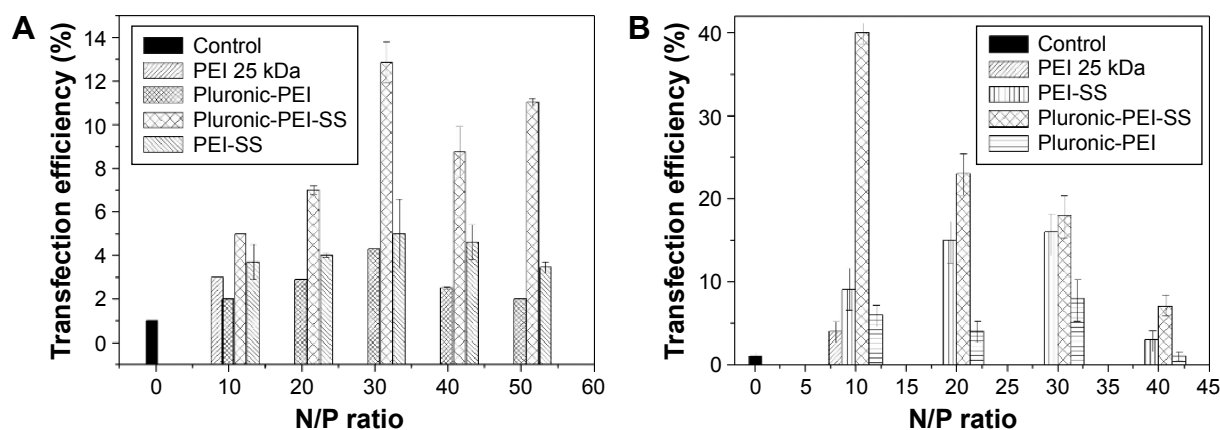 A
Transfection efficiency (%)
14
12
10
8
6
4
2
0
Control
PEI 25 kDa
Pluronic-PEI
Pluronic-PEI-SS
PEI-SS
0 10 20 30 40 50 60
N/P ratio
B
Transfection efficiency (%)
40
30
20
10
0
Control
PEI 25 kDa
PEI-SS
Pluronic-PEI-SS
Pluronic-PEI
0 5 10 15 20 25 30 35 40 45
N/P ratio